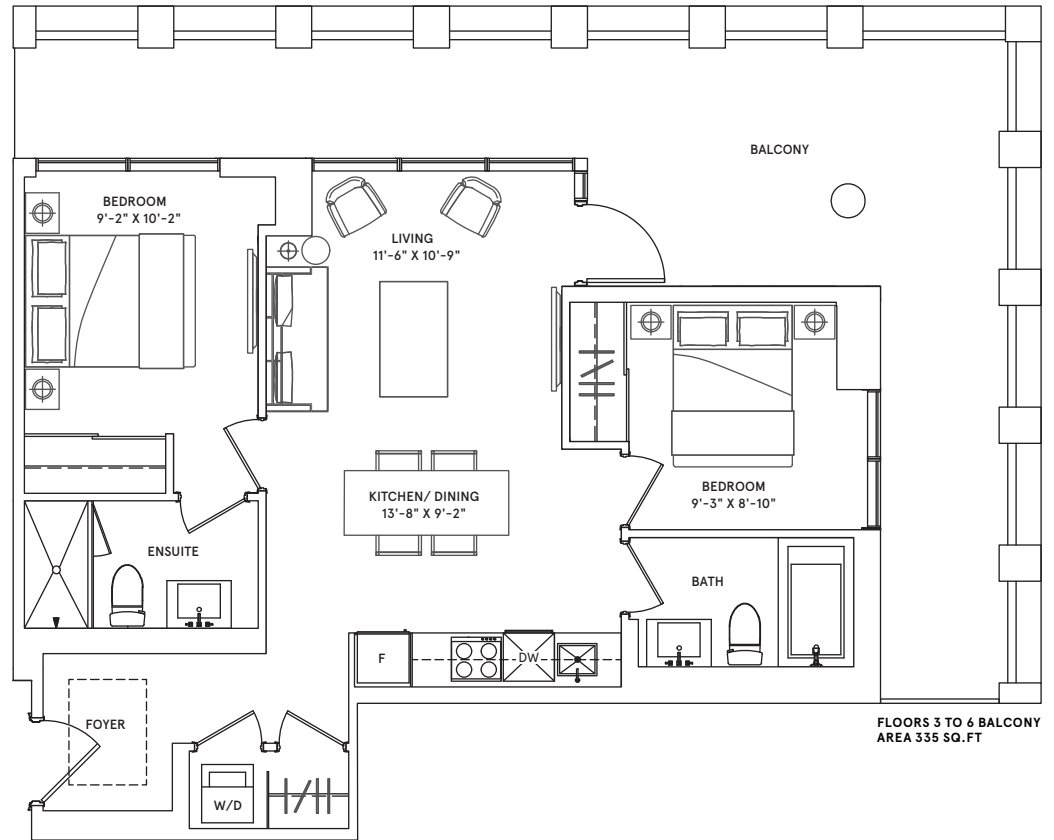 BALCONY
BEDROOM
9'-2" X 10'-2"
LIVING
11'-6" X 10'-9"
KITCHEN/ DINING
13'-8" X 9'-2"
BEDROOM
9'-3" X 8'-10"
ENSUITE
BATH
F
DW
FOYER
W/D
FLOORS 3 TO 6 BALCONY
AREA 335 SQ.FT